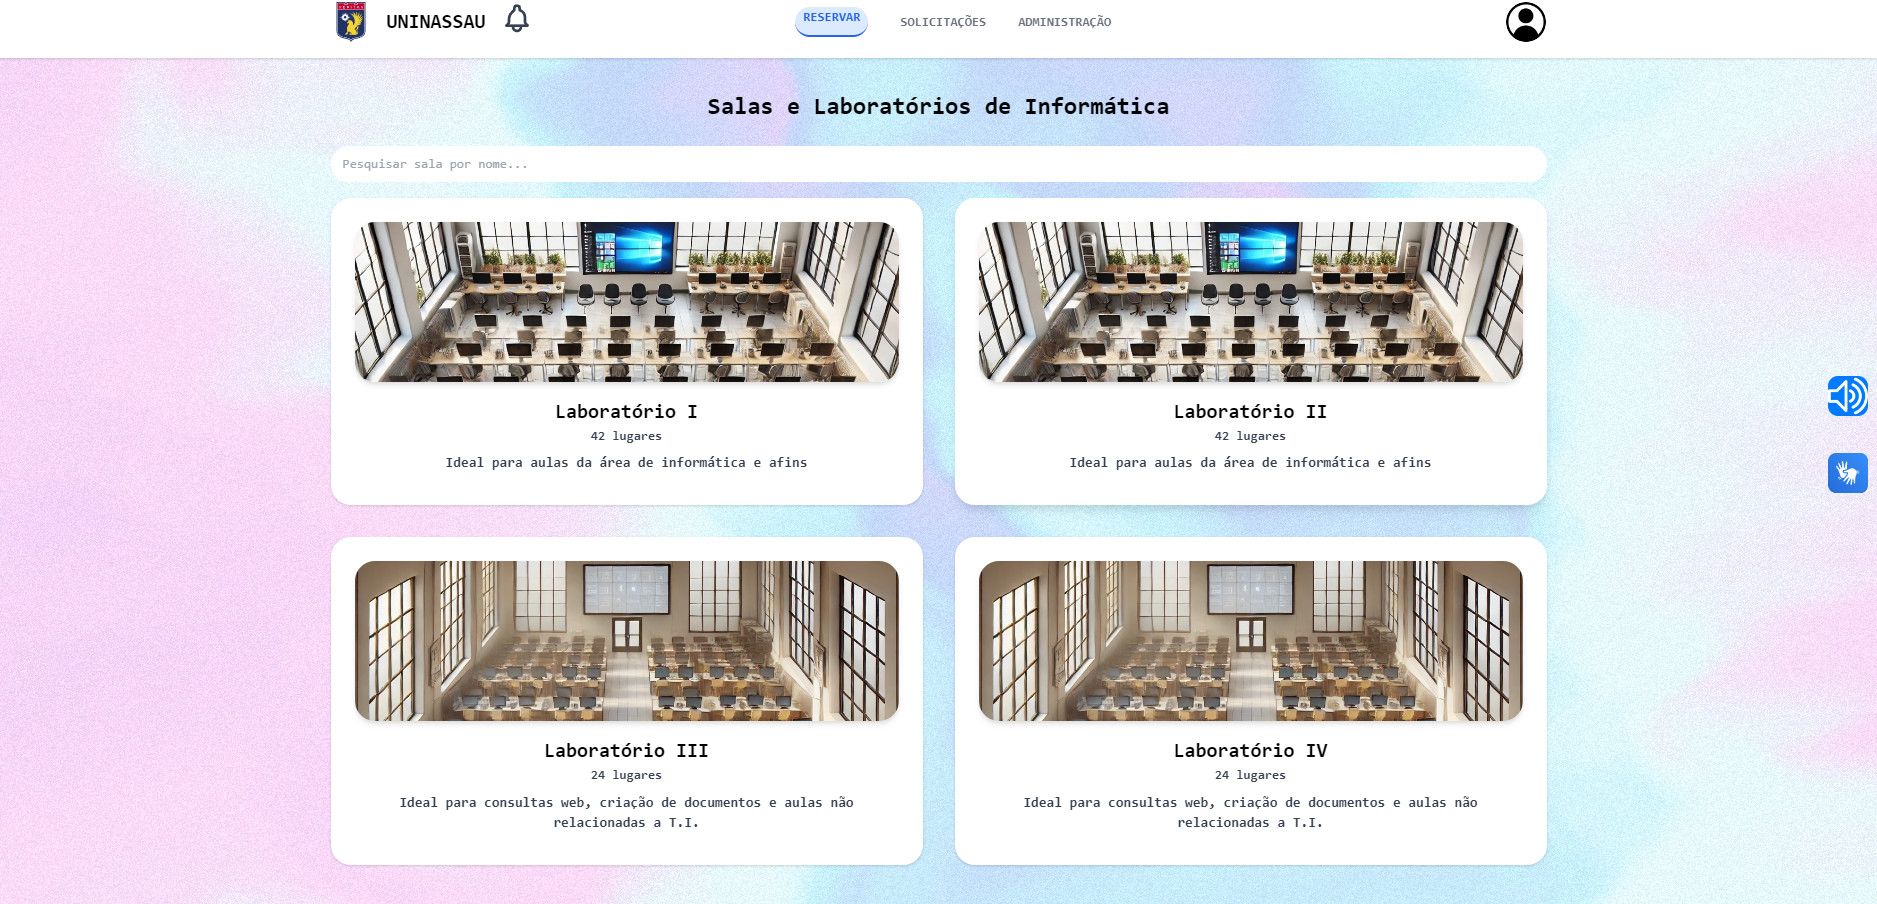 UNINASSAU
RESERVAR
SOLICITAÇÕES
ADMINISTRAÇÃO
Salas e Laboratórios de Informática
Pesquisar sala por nome...
Laboratório I
42 lugares
Ideal para aulas da área de informática e afins
Laboratório II
42 lugares
Ideal para aulas da área de informática e afins
Laboratório III
24 lugares
Ideal para consultas web, criação de documentos e aulas não
relacionadas a T.I.
Laboratório IV
24 lugares
Ideal para consultas web, criação de documentos e aulas não
relacionadas a T.I.